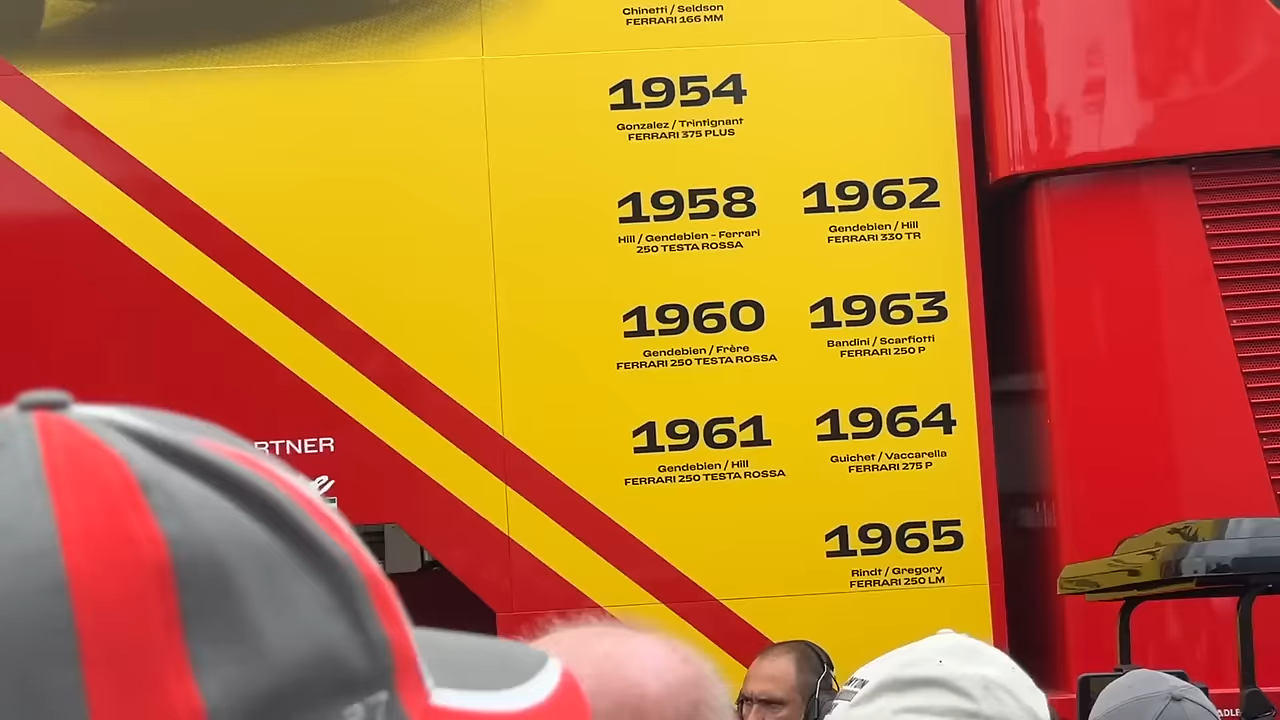 Chinetti / Seldson
FERRARI 166 MM
1954
Gonzalez / Trintignant
FERRARI 375 PLUS
1958
Hill / Gendebien - Ferrari
250 TESTA ROSSA
1960
Gendebien / Frère
FERRARI 250 TESTA ROSSA
1961
Gendebien / Hill
FERRARI 250 TESTA ROSSA
1962
Gendebien / Hill
FERRARI 330 TR
1963
Bandini / Scarfiotti
FERRARI 250 P
1964
Guichet / Vaccarella
FERRARI 275 P
1965
Rindt / Gregory
FERRARI 250 LM
RTNER